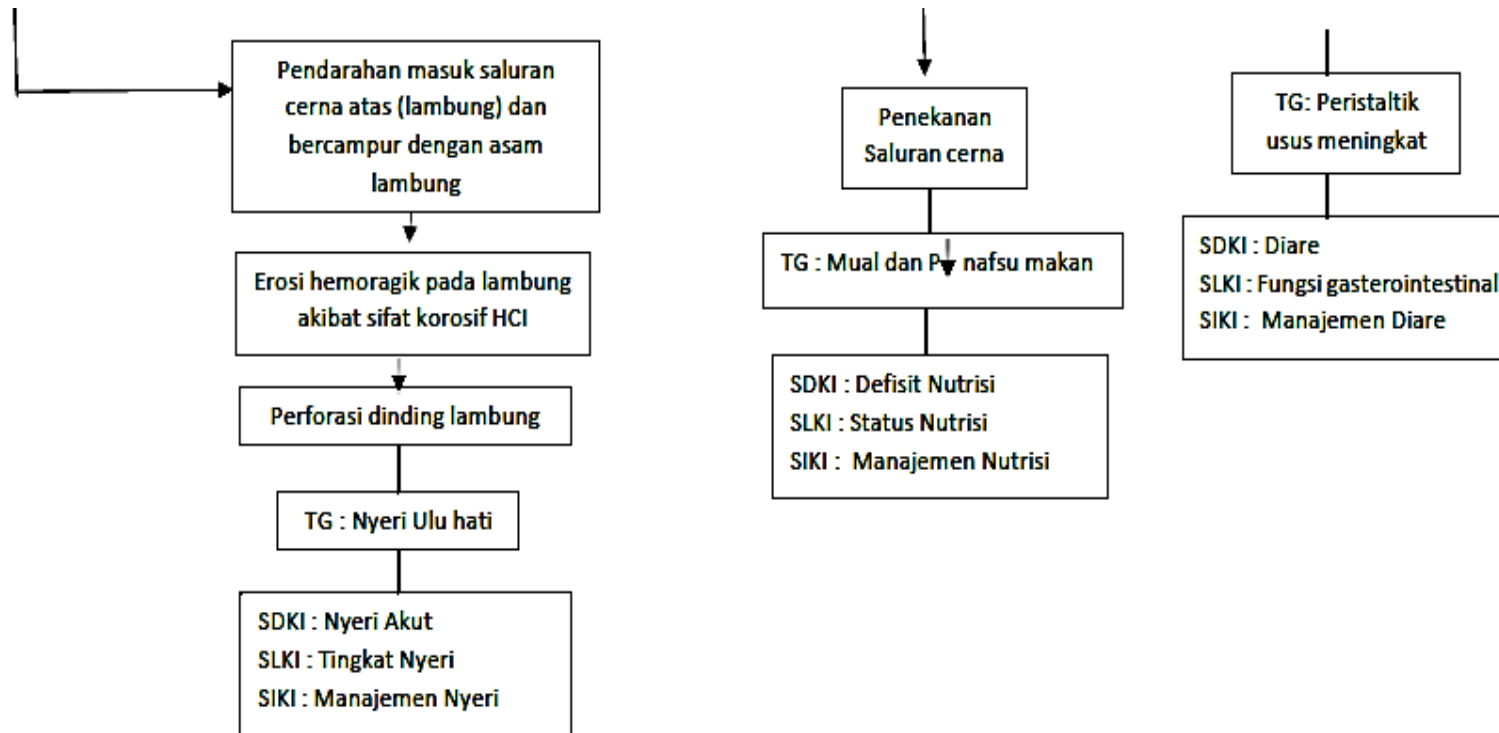 Pendarahan masuk saluran
cerna atas (lambung) dan
bercampur dengan asam
lambung
Erosi hemoragik pada lambung
akibat sifat korosif HCI
Perforasi dinding lambung
TG : Nyeri Ulu hati
SDKI : Nyeri Akut
SLKI : Tingkat Nyeri
SIKI : Manajemen Nyeri
Penekanan
Saluran cerna
TG : Mual dan nafsu makan
SDKI : Defisit Nutrisi
SLKI : Status Nutrisi
SIKI : Manajemen Nutrisi
TG: Peristaltik
usus meningkat
SDKI : Diare
SLKI : Fungsi gasterointestinal
SIKI : Manajemen Diare